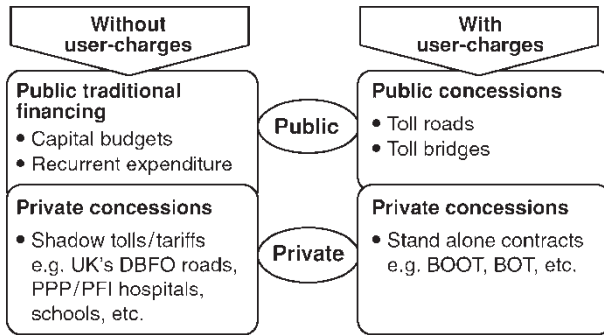 Without
user-charges
With
user-charges
Public traditional
financing
• Capital budgets
• Recurrent expenditure
Public
Public concessions
• Toll roads
• Toll bridges
Private concessions
• Shadow tolls/tariffs
e.g. UK's DBFO roads,
PPP/PFI hospitals,
schools, etc.
Private
Private concessions
• Stand alone contracts
e.g. BOOT, BOT, etc.